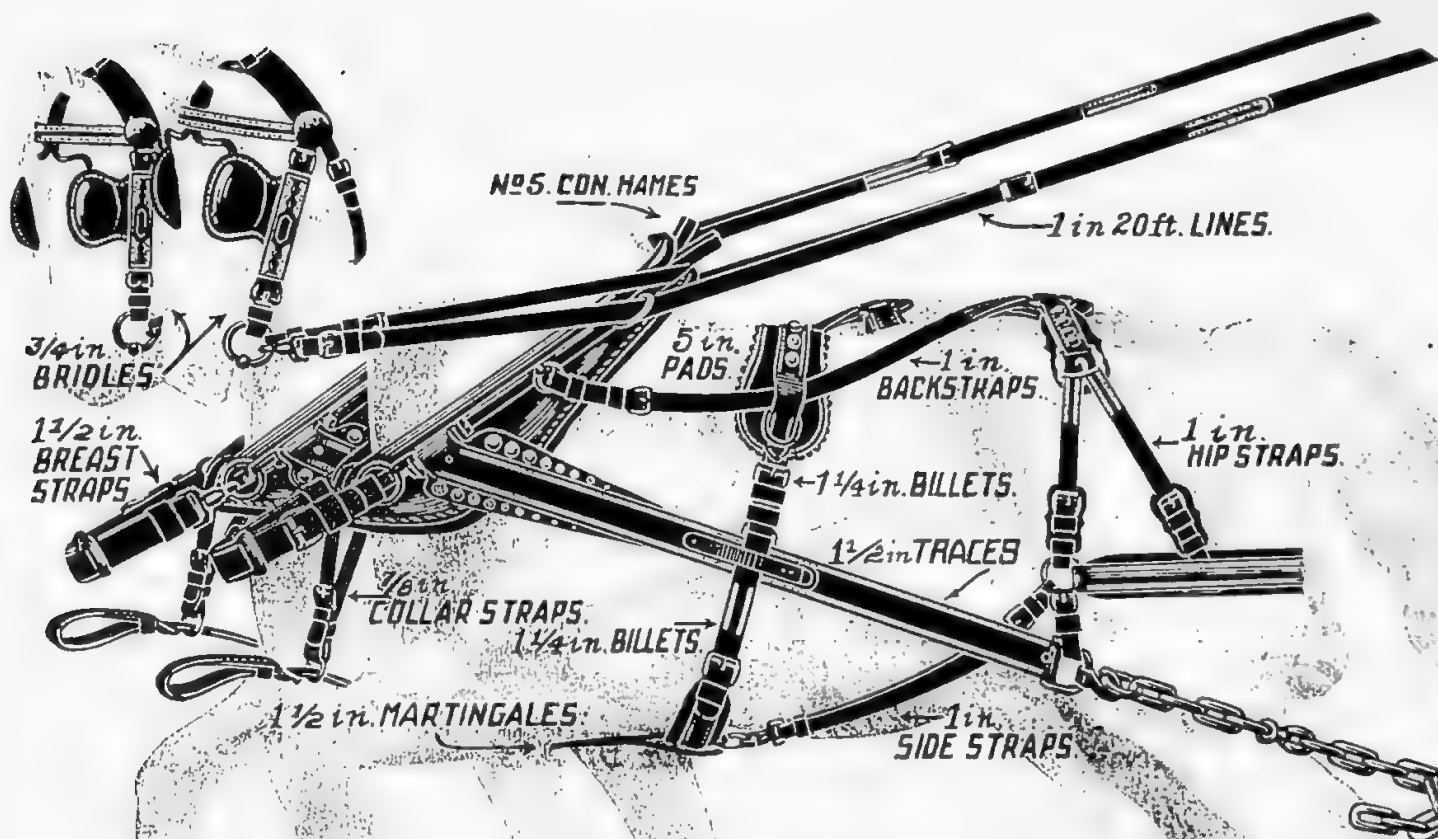 Nº5. CON. HAMES
1 in 20ft. LINES.
3/4 in.
BRIDLES
5 in.
PADS.
1 in.
BACKSTRAPS.
1 1/2 in.
BREAST
STRAPS
1 in.
HIP STRAPS.
1 1/4 in. BILLETS.
1 1/2 in TRACES
in
COLLAR STRAPS.
1 1/4 in. BILLETS.
1 1/2 in. MARTINGALES
1 in
SIDE STRAPS.